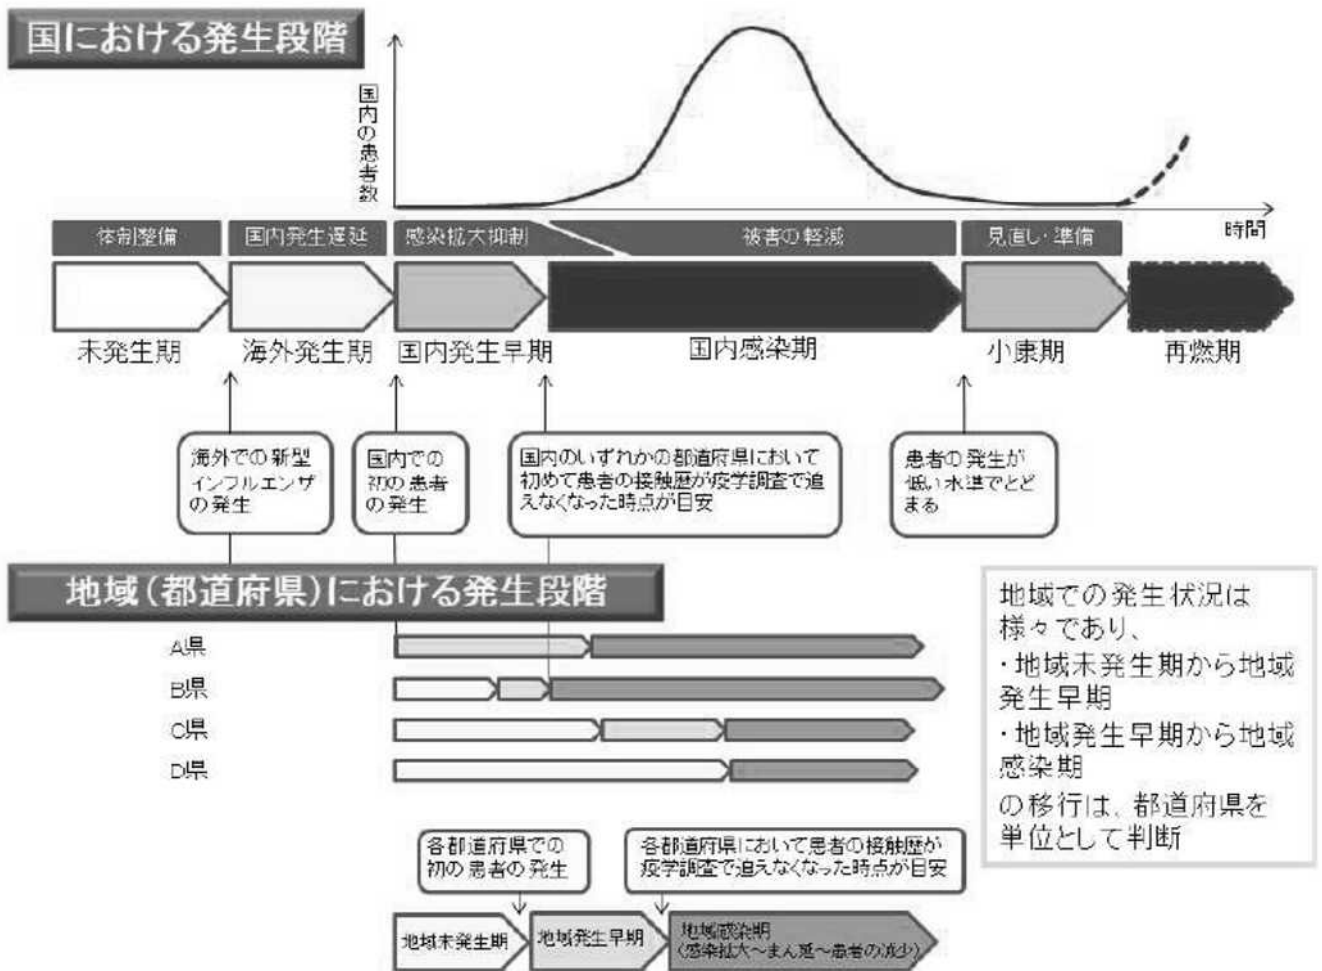 国における発生段階
国内の患者数
時間
体制整備
国内発生遅延
感染拡大抑制
被害の軽減
見直し・準備
未発生期
海外発生期
国内発生早期
国内感染期
小康期
再燃期
海外での新型
インフルエンザ
の発生
国内での
初の患者
の発生
国内のいずれかの都道府県において
初めて患者の接触歴が疫学調査で追
えなくなった時点が目安
患者の発生が
低い水準でとど
まる
地域(都道府県)における発生段階
A県
B県
C県
D県
地域での発生状況は
様々であり、
・地域未発生期から地域
発生早期
・地域発生早期から地域
感染期
の移行は、都道府県を
単位として判断
各都道府県での
初の患者の発生
各都道府県において患者の接触歴が
疫学調査で追えなくなった時点が目安
地域未発生期
地域発生早期
地域感染期
(感染拡大~まん延~患者の減少)